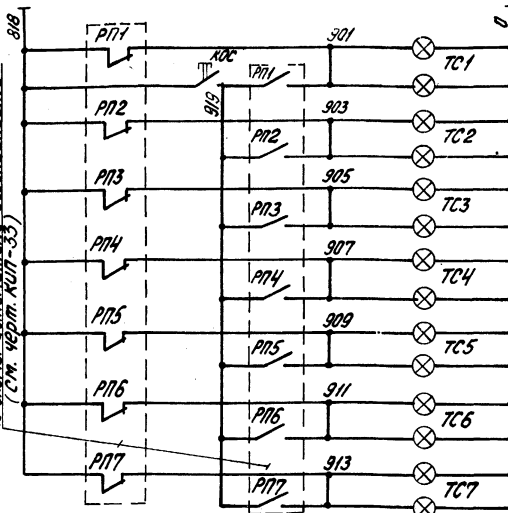 818
РП1
901
0
КОС
РП1
ТС1
919
РП2
903
РП2
ТС2
РП3
905
РП3
ТС3
(см. черт. КИП-33)
РП4
907
РП4
ТС4
РП5
909
РП5
ТС5
РП6
911
РП6
ТС6
РП7
913
РП7
ТС7